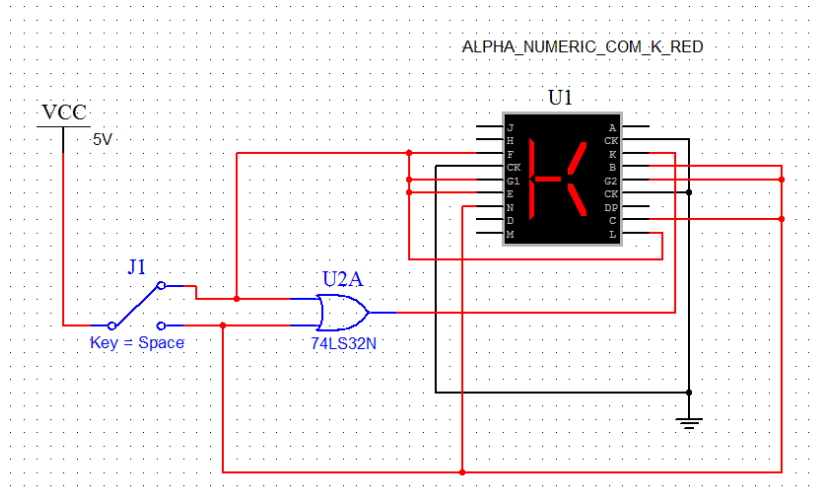 ALPHA_NUMERIC_COM_K_RED
U1
VCC
5V
J A
H CK
F K
CK B
G1 G2
E CK
N DP
D C
M L
J1
U2A
Key = Space
74LS32N